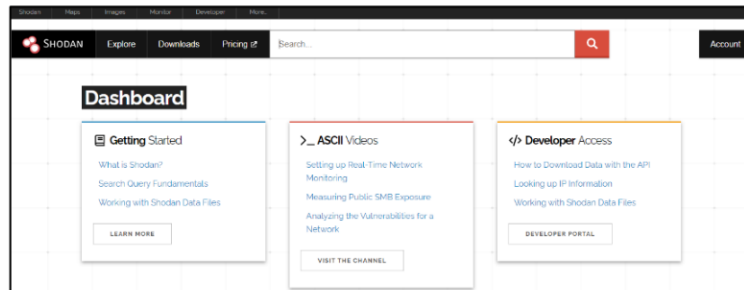 Shodan Maps Images Monitor Developer More...
SHODAN Explore Downloads Pricing Search... Account
Dashboard
Getting Started
What is Shodan?
Search Query Fundamentals
Working with Shodan Data Files
LEARN MORE
>_ ASCII Videos
Setting up Real-Time Network
Monitoring
Measuring Public SMB Exposure
Analyzing the Vulnerabilities for a
Network
VISIT THE CHANNEL
</> Developer Access
How to Download Data with the API
Looking up IP Information
Working with Shodan Data Files
DEVELOPER PORTAL